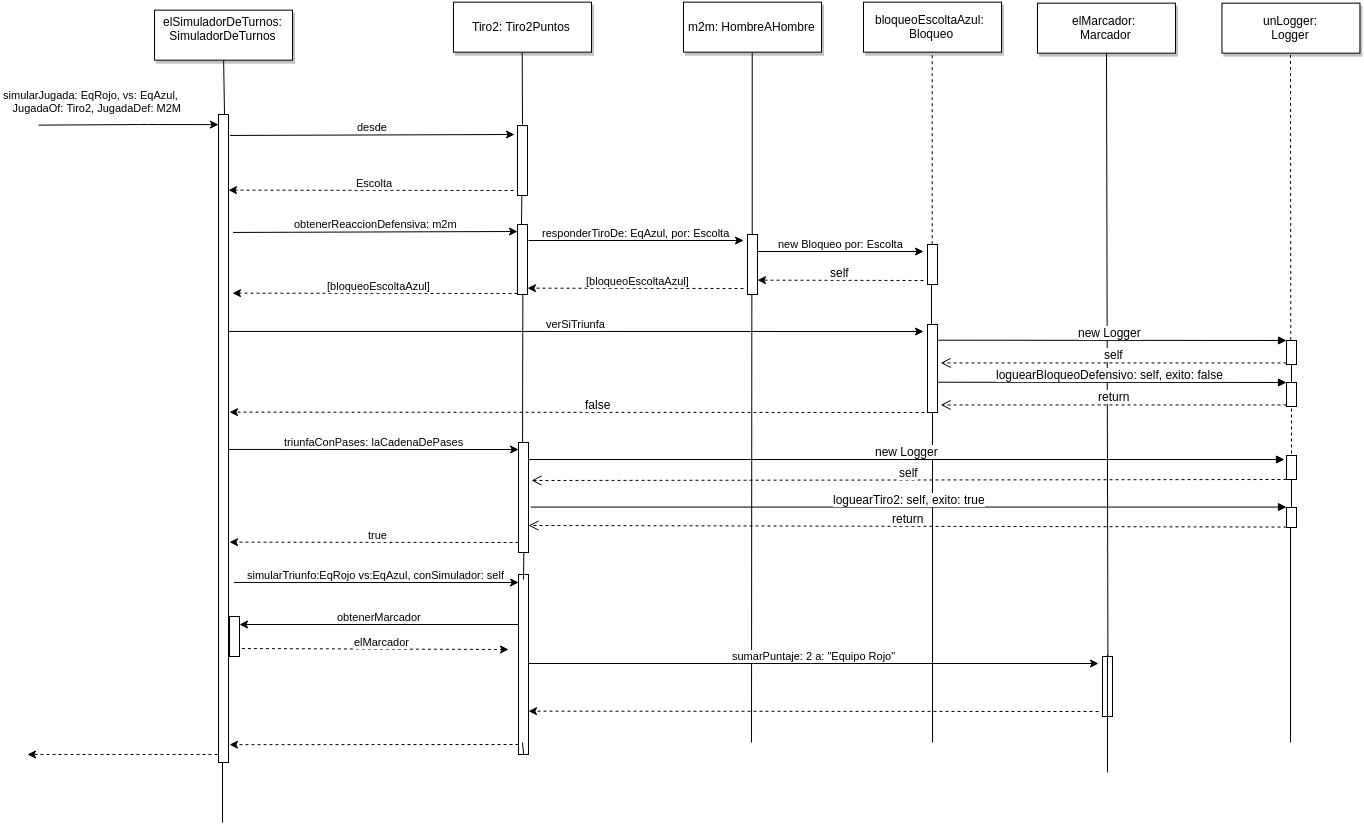 elSimuladorDeTurnos:
SimuladorDeTurnos
Tiro2: Tiro2Puntos
m2m: HombreAHombre
bloqueoEscoltaAzul:
Bloqueo
elMarcador:
Marcador
unLogger:
Logger
simularJugada: EqRojo, vs: EqAzul,
JugadaOf: Tiro2, JugadaDef: M2M
desde
Escolta
obtenerReaccionDefensiva: m2m
responderTiroDe: EqAzul, por: Escolta
new Bloqueo por: Escolta
self
[bloqueoEscoltaAzul]
[bloqueoEscoltaAzul]
verSiTriunfa
new Logger
self
loguearBloqueoDefensivo: self, exito: false
return
false
triunfaConPases: laCadenaDePases
new Logger
self
loguearTiro2: self, exito: true
return
true
simularTriunfo:EqRojo vs:EqAzul, conSimulador: self
obtenerMarcador
elMarcador
sumarPuntaje: 2 a: "Equipo Rojo"